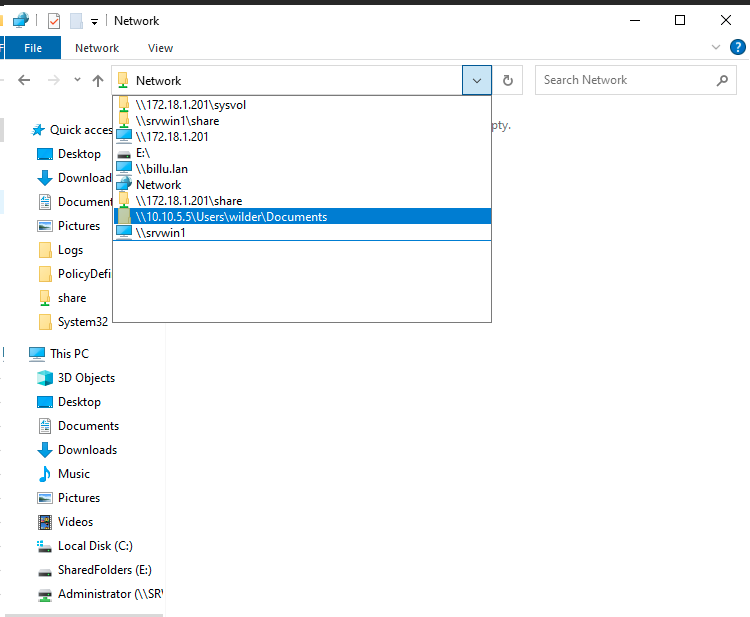 Network
File
Network
View
Network
Search Network
\\172.18.1.201\sysvol
\\srvwin1\share
\\172.18.1.201
E:\
\\billu.lan
Network
\\172.18.1.201\share
\\10.10.5.5\Users\wilder\Documents
\\srvwin1
pty.
Quick acces
Desktop
Download
Document
Pictures
Logs
PolicyDefi
share
System32
This PC
3D Objects
Desktop
Documents
Downloads
Music
Pictures
Videos
Local Disk (C:)
SharedFolders (E:)
Administrator (\\SRV